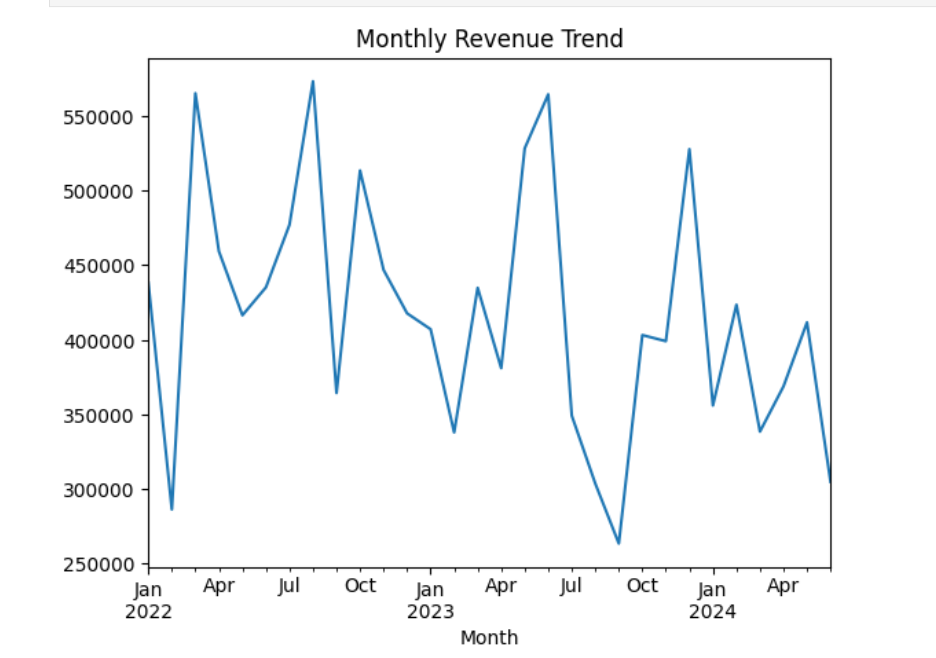 Monthly Revenue Trend
550000
500000
450000
400000
350000
300000
250000
Jan Apr Jul Oct Jan Apr Jul Oct Jan Apr
2022 2023 2024
Month